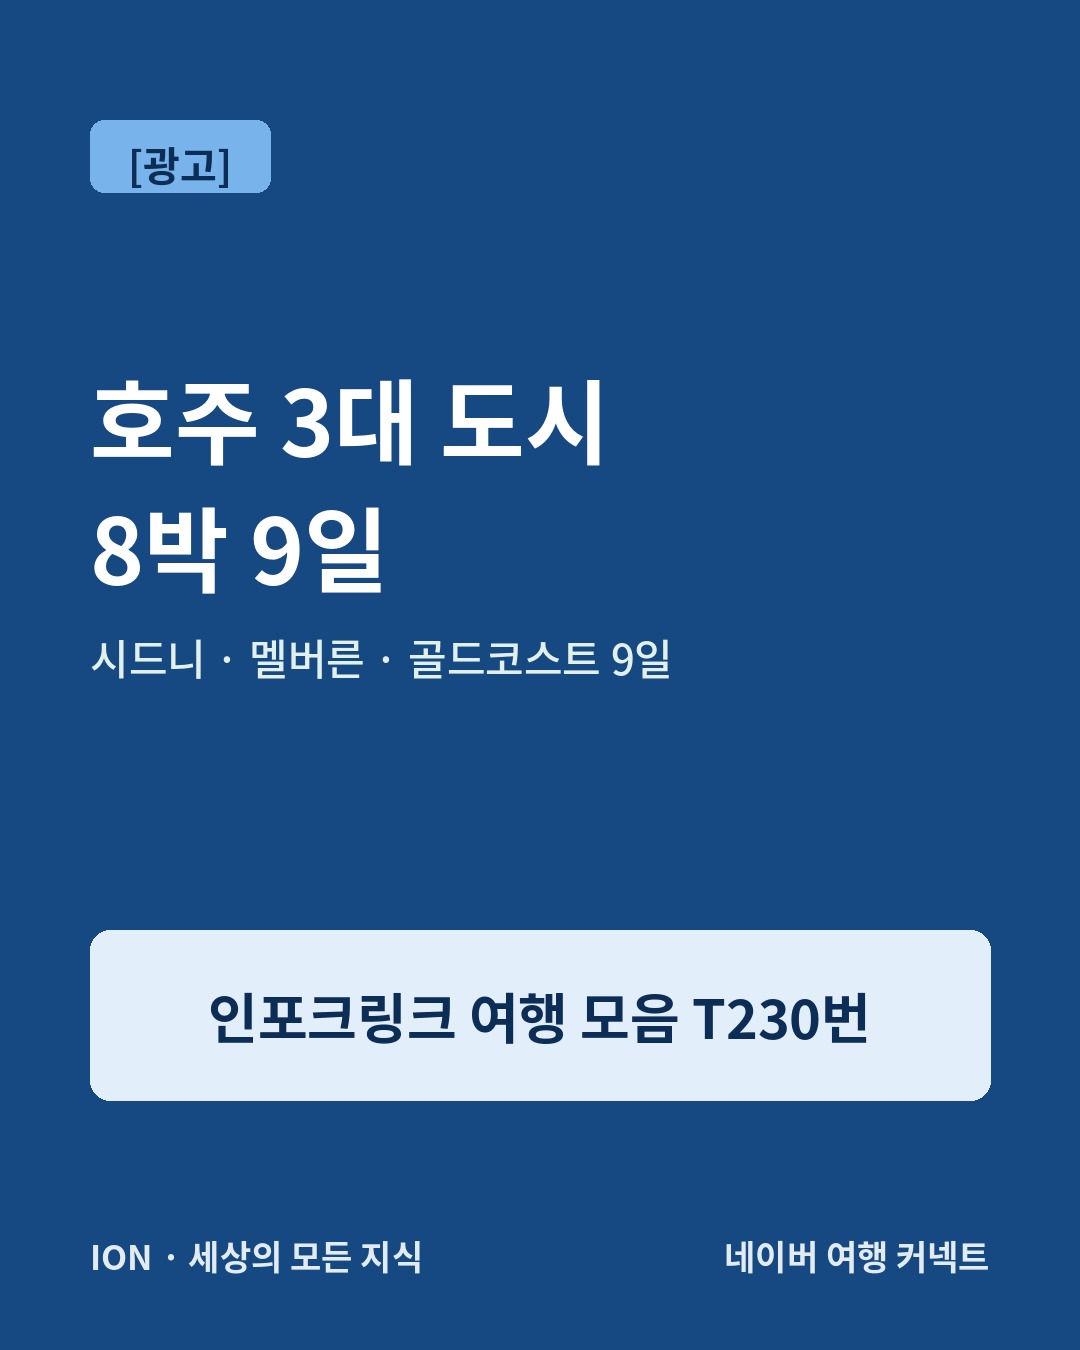 [광고]
호주 3대 도시
8박 9일
시드니 · 멜버른 · 골드코스트 9일
인포크링크 여행 모음 T230번
ION · 세상의 모든 지식
네이버 여행 커넥트